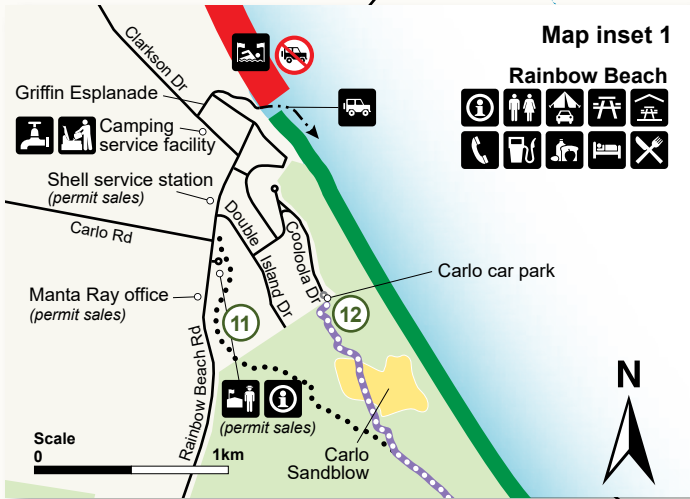 Map inset 1
Rainbow Beach
Clarkson Dr
Griffin Esplanade
Camping
service facility
Shell service station
(permit sales)
Carlo Rd
Double
Island Dr
Cooloola Dr
Carlo car park
Manta Ray office
(permit sales)
11
12
Rainbow Beach Rd
(permit sales)
Carlo
Sandblow
N
Scale
0
1km